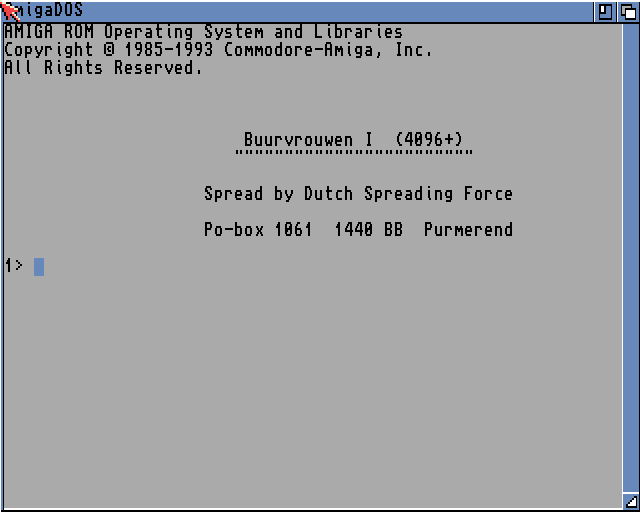 AmigaDOS
AMIGA ROM Operating System and Libraries
Copyright © 1985-1993 Commodore-Amiga, Inc.
All Rights Reserved.
Buurvrouwen I (4096+)
Spread by Dutch Spreading Force
Po-box 1061 1440 BB Purmerend
1>